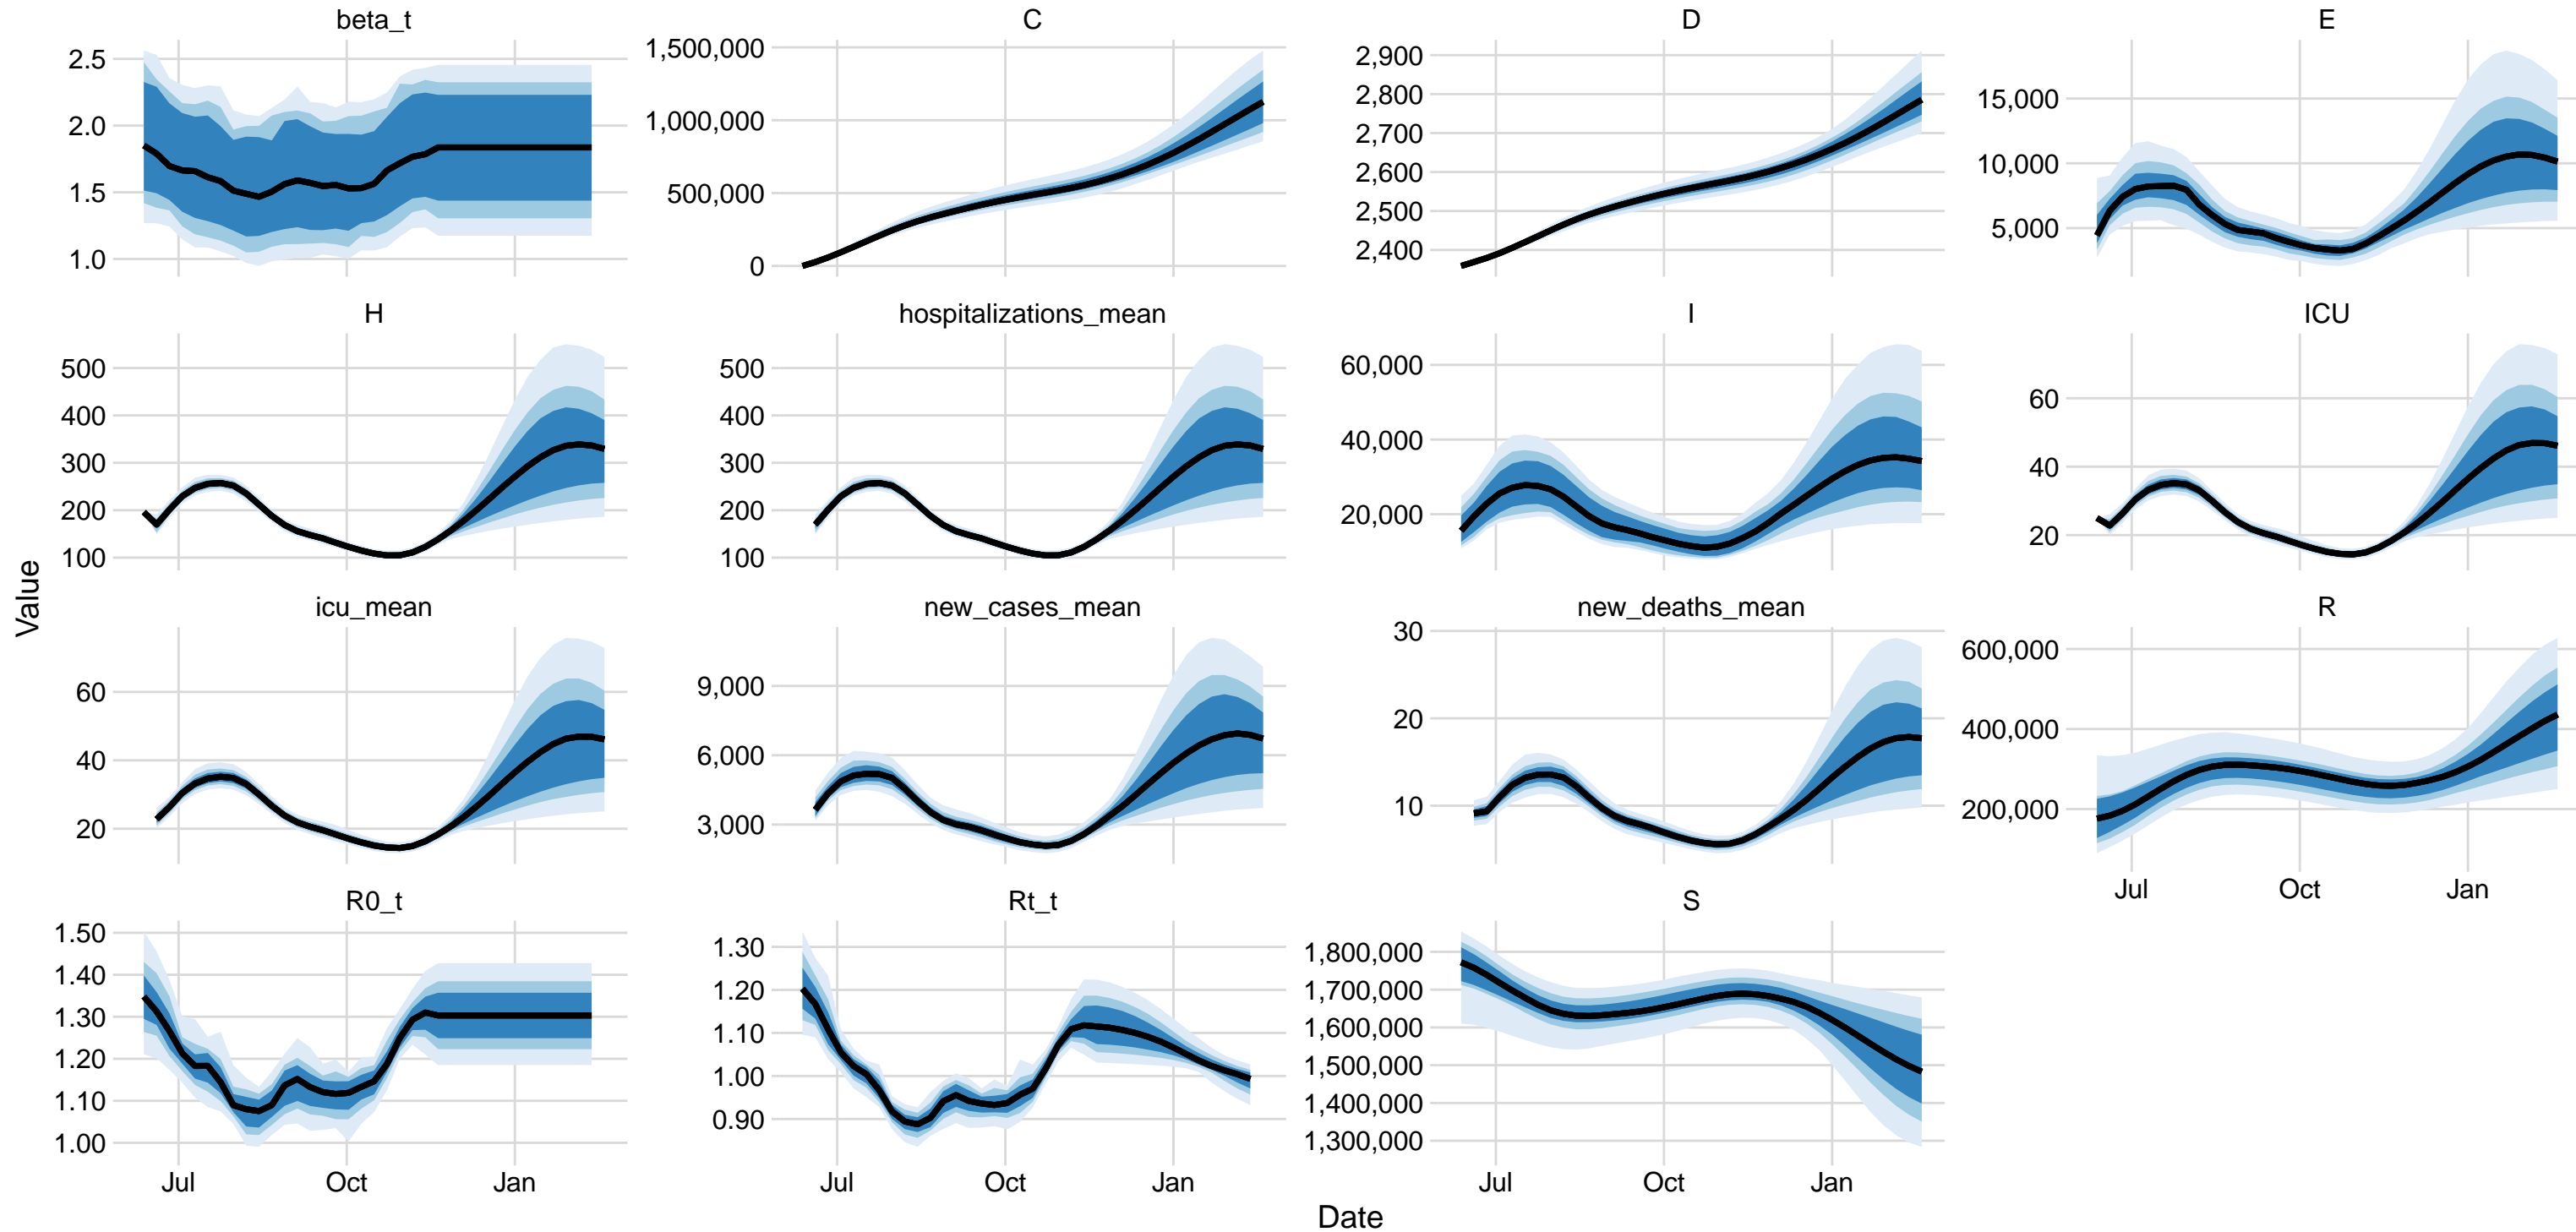 beta_t
C
D
E
2.5
2.0
1.5
1.0
1,500,000
1,000,000
500,000
0
2,900
2,800
2,700
2,600
2,500
2,400
15,000
10,000
5,000
H
hospitalizations_mean
I
ICU
500
400
300
200
100
500
400
300
200
100
60,000
40,000
20,000
60
40
20
Value
icu_mean
new_cases_mean
new_deaths_mean
R
60
40
20
9,000
6,000
3,000
30
20
10
600,000
400,000
200,000
Jul Oct Jan
R0_t
Rt_t
S
1.50
1.40
1.30
1.20
1.10
1.00
1.30
1.20
1.10
1.00
0.90
1,800,000
1,700,000
1,600,000
1,500,000
1,400,000
1,300,000
Jul Oct Jan
Jul Oct Jan
Jul Oct Jan
Date